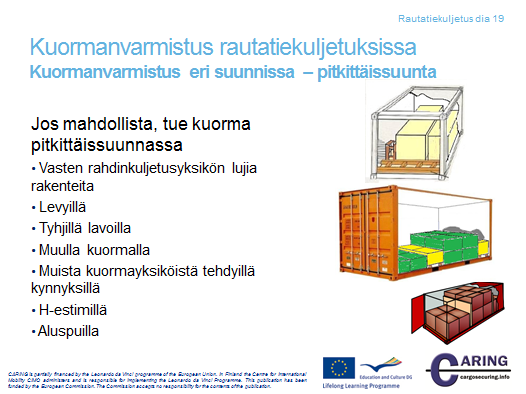 Rautatiekuljetus dia 19
Kuormanvarmistus rautatiekuljetuksissa
Kuormanvarmistus eri suunnissa – pitkittäissuunta
Jos mahdollista, tue kuorma
pitkittäissuunnassa
• Vasten rahdinkuljetusyksikön lujia
rakenteita
• Levyillä
• Tyhjillä lavoilla
• Muulla kuormalla
• Muista kuormayksiköistä tehdyillä
kynnyksillä
• H-estimillä
• Aluspuilla
CARING is partially financed by the Leonardo da Vinci programme of the European Union. In Finland the Centre for International
Mobility CIMO administers and is responsible for implementing the Leonardo da Vinci Programme. This publication has been
funded by the European Commission. The Commission accepts no responsibility for the contents of the publication.
Education and Culture DG
Lifelong Learning Programme
CARING
cargosecuring.info